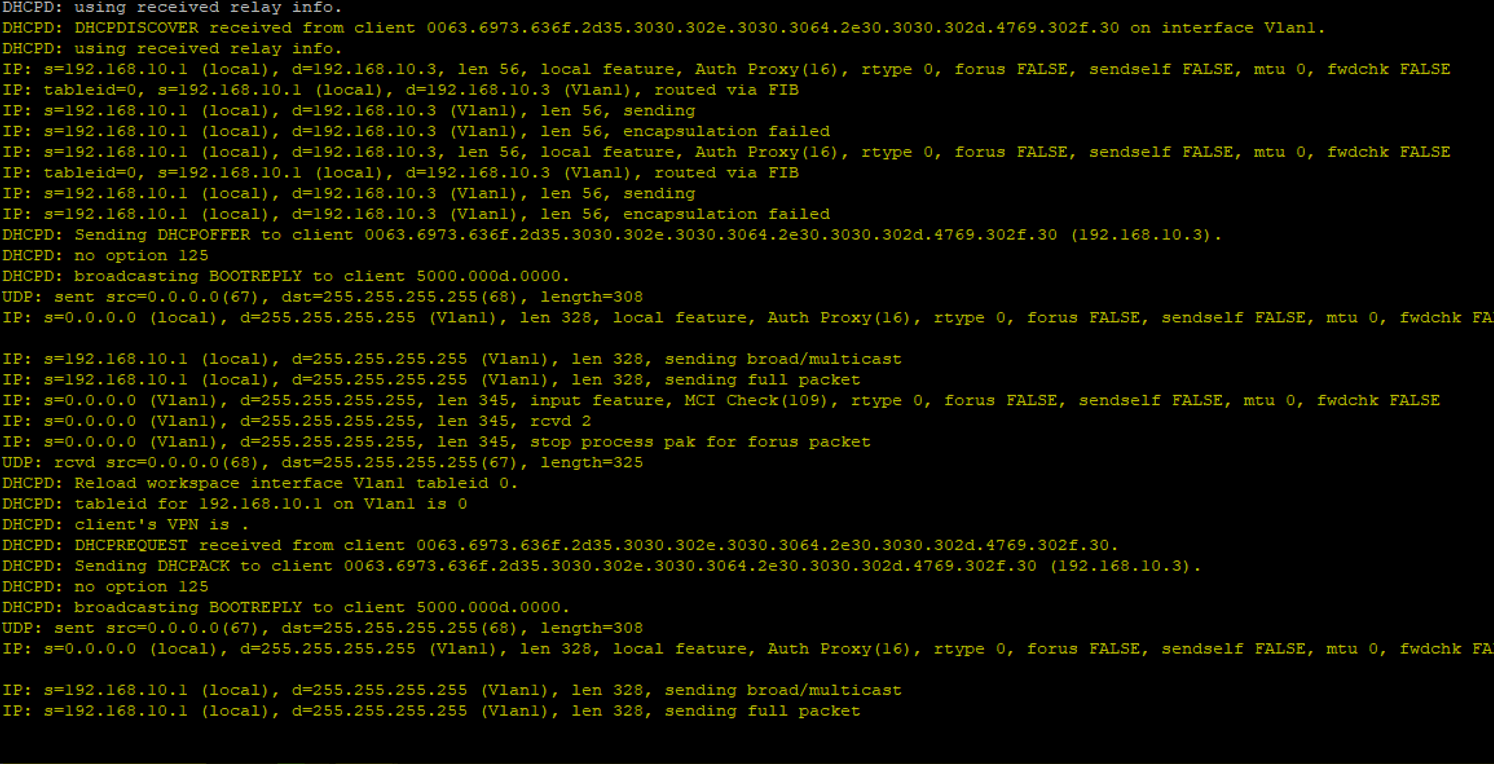 DHCPD: using received relay info.
DHCPD: DHCPDISCOVER received from client 0063.6973.636f.2d35.3030.302e.3030.3064.2e30.3030.302d.4769.302f.30 on interface Vlan1.
DHCPD: using received relay info.
IP: s=192.168.10.1 (local), d=192.168.10.3, len 56, local feature, Auth Proxy(16), rtype 0, forus FALSE, sendself FALSE, mtu 0, fwdchk FALSE
IP: tableid=0, s=192.168.10.1 (local), d=192.168.10.3 (Vlan1), routed via FIB
IP: s=192.168.10.1 (local), d=192.168.10.3 (Vlan1), len 56, sending
IP: s=192.168.10.1 (local), d=192.168.10.3 (Vlan1), len 56, encapsulation failed
IP: s=192.168.10.1 (local), d=192.168.10.3, len 56, local feature, Auth Proxy(16), rtype 0, forus FALSE, sendself FALSE, mtu 0, fwdchk FALSE
IP: tableid=0, s=192.168.10.1 (local), d=192.168.10.3 (Vlan1), routed via FIB
IP: s=192.168.10.1 (local), d=192.168.10.3 (Vlan1), len 56, sending
IP: s=192.168.10.1 (local), d=192.168.10.3 (Vlan1), len 56, encapsulation failed
DHCPD: Sending DHCPOFFER to client 0063.6973.636f.2d35.3030.302e.3030.3064.2e30.3030.302d.4769.302f.30 (192.168.10.3).
DHCPD: no option 125
DHCPD: broadcasting BOOTREPLY to client 5000.000d.0000.
UDP: sent src=0.0.0.0(67), dst=255.255.255.255(68), length=308
IP: s=0.0.0.0 (local), d=255.255.255.255 (Vlan1), len 328, local feature, Auth Proxy(16), rtype 0, forus FALSE, sendself FALSE, mtu 0, fwdchk FA
IP: s=192.168.10.1 (local), d=255.255.255.255 (Vlan1), len 328, sending broad/multicast
IP: s=192.168.10.1 (local), d=255.255.255.255 (Vlan1), len 328, sending full packet
IP: s=0.0.0.0 (Vlan1), d=255.255.255.255, len 345, input feature, MCI Check(109), rtype 0, forus FALSE, sendself FALSE, mtu 0, fwdchk FALSE
IP: s=0.0.0.0 (Vlan1), d=255.255.255.255, len 345, rcvd 2
IP: s=0.0.0.0 (Vlan1), d=255.255.255.255, len 345, stop process pak for forus packet
UDP: rcvd src=0.0.0.0(68), dst=255.255.255.255(67), length=325
DHCPD: Reload workspace interface Vlan1 tableid 0.
DHCPD: tableid for 192.168.10.1 on Vlan1 is 0
DHCPD: client's VPN is .
DHCPD: DHCPREQUEST received from client 0063.6973.636f.2d35.3030.302e.3030.3064.2e30.3030.302d.4769.302f.30.
DHCPD: Sending DHCPACK to client 0063.6973.636f.2d35.3030.302e.3030.3064.2e30.3030.302d.4769.302f.30 (192.168.10.3).
DHCPD: no option 125
DHCPD: broadcasting BOOTREPLY to client 5000.000d.0000.
UDP: sent src=0.0.0.0(67), dst=255.255.255.255(68), length=308
IP: s=0.0.0.0 (local), d=255.255.255.255 (Vlan1), len 328, local feature, Auth Proxy(16), rtype 0, forus FALSE, sendself FALSE, mtu 0, fwdchk FA
IP: s=192.168.10.1 (local), d=255.255.255.255 (Vlan1), len 328, sending broad/multicast
IP: s=192.168.10.1 (local), d=255.255.255.255 (Vlan1), len 328, sending full packet